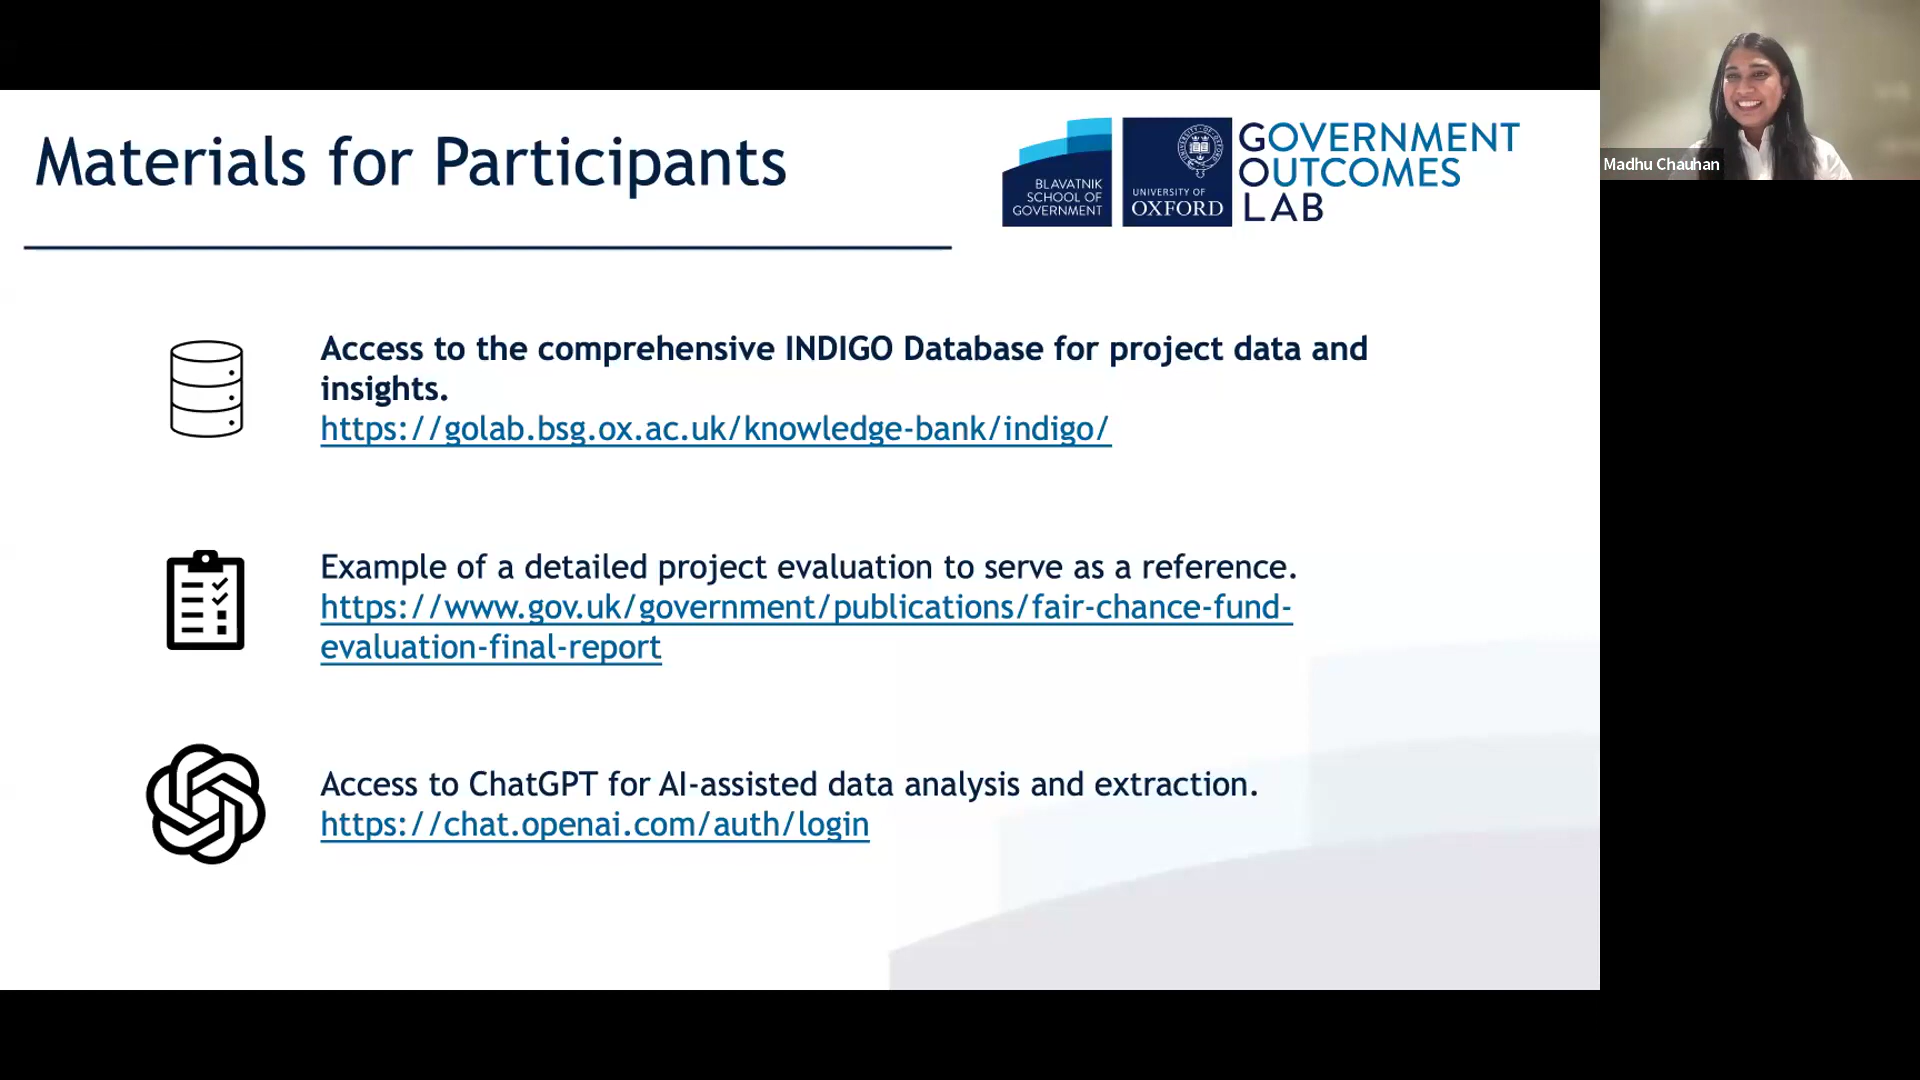 Materials for Participants
BLAVATNIK
SCHOOL OF
GOVERNMENT
UNIVERSITY OF
OXFORD
GOVERNMENT
OUTCOMES
LAB
Madhu Chauhan
Access to the comprehensive INDIGO Database for project data and
insights.
https://golab.bsg.ox.ac.uk/knowledge-bank/indigo/
Example of a detailed project evaluation to serve as a reference.
https://www.gov.uk/government/publications/fair-chance-fund-
evaluation-final-report
Access to ChatGPT for AI-assisted data analysis and extraction.
https://chat.openai.com/auth/login